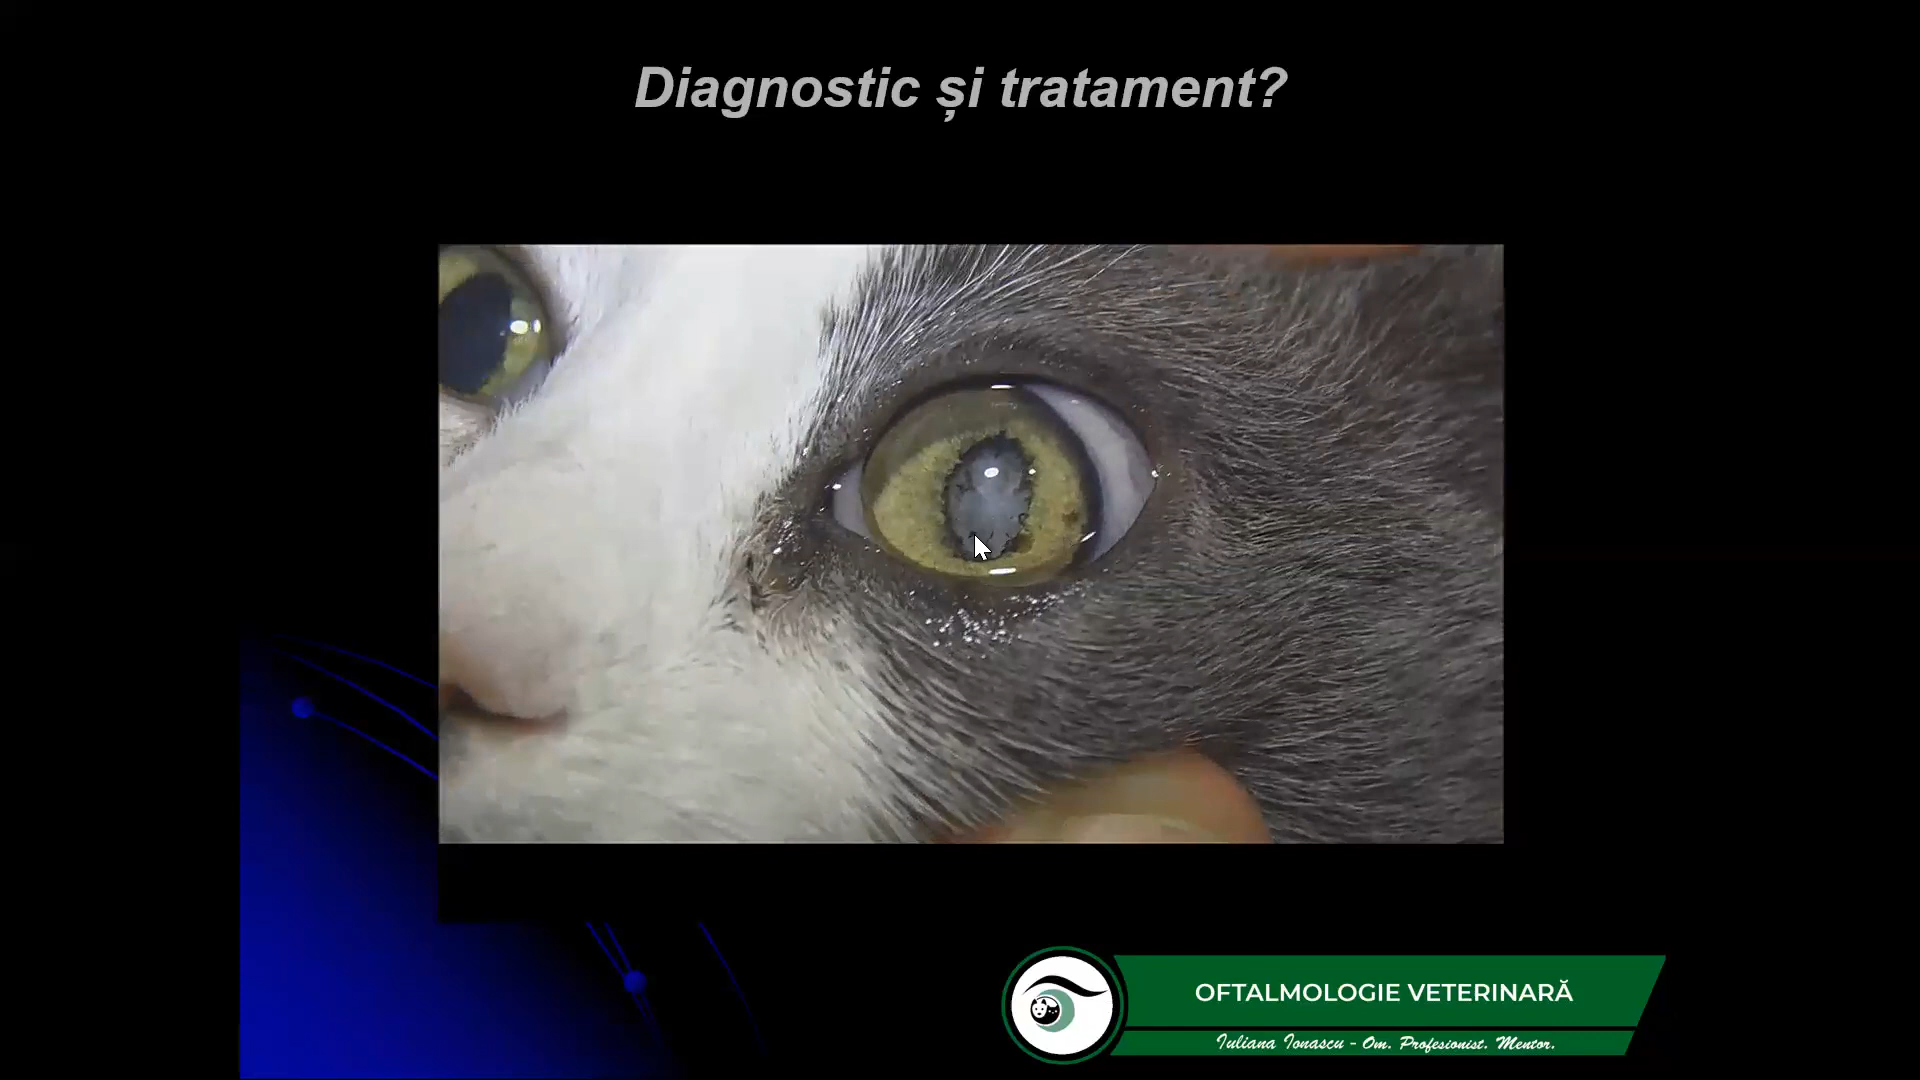 Diagnostic și tratament?
OFTALMOLOGIE VETERINARĂ
Iuliana Ionascu - Om. Profesionist. Mentor.